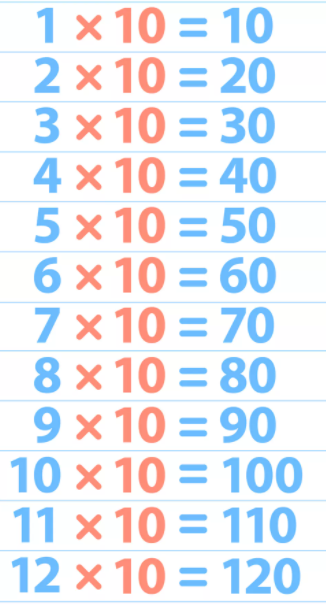 1 × 10 = 10
2 × 10 = 20
3 × 10 = 30
4 × 10 = 40
5 × 10 = 50
6 × 10 = 60
7 × 10 = 70
8 × 10 = 80
9 × 10 = 90
10 × 10 = 100
11 × 10 = 110
12 × 10 = 120